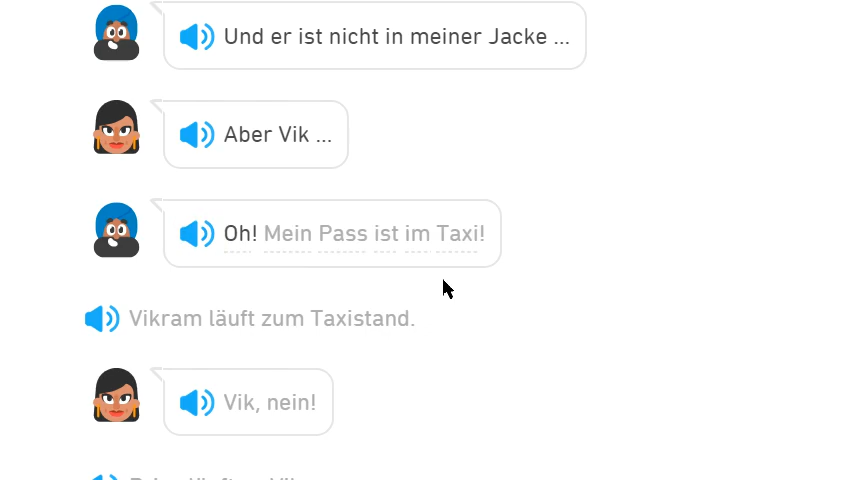 Und er ist nicht in meiner Jacke ...
Aber Vik ...
Oh! Mein Pass ist im Taxi!
Vikram läuft zum Taxistand.
Vik, nein!